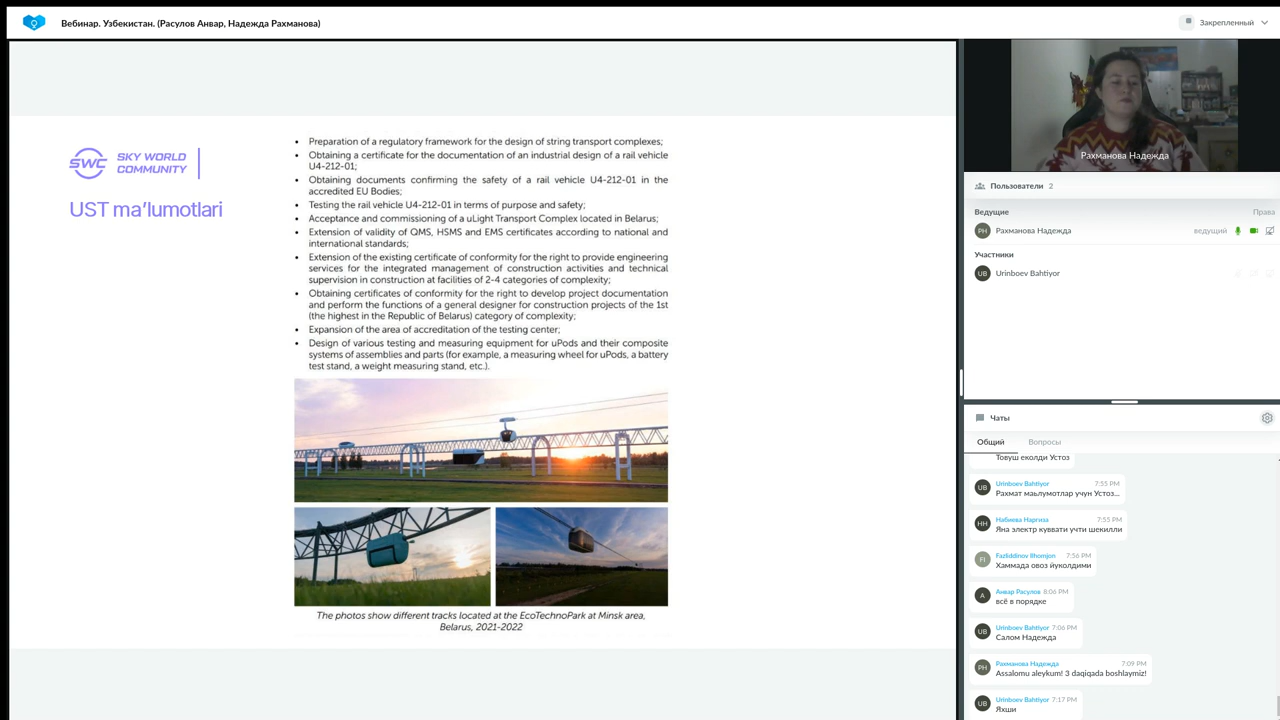 Вебинар. Узбекистан. (Расулов Анвар, Надежда Рахманова)
Закрепленный
SWC
SKY WORLD
COMMUNITY
UST ma’lumotlari
• Preparation of a regulatory framework for the design of string transport complexes;
• Obtaining a certificate for the documentation of an industrial design of a rail vehicle
U4-212-01;
• Obtaining documents confirming the safety of a rail vehicle U4-212-01 in the
accredited EU Bodies;
• Testing the rail vehicle U4-212-01 in terms of purpose and safety;
• Acceptance and commissioning of a uLight Transport Complex located in Belarus;
• Extension of validity of QMS, HSMS and EMS certificates according to national and
international standards;
• Extension of the existing certificate of conformity for the right to provide engineering
services for the integrated management of construction activities and technical
supervision in construction at facilities of 2-4 categories of complexity;
• Obtaining certificates of conformity for the right to develop project documentation
and perform the functions of a general designer for construction projects of the 1st
(the highest in the Republic of Belarus) category of complexity;
• Expansion of the area of accreditation of the testing center;
• Design of various testing and measuring equipment for uPods and their composite
systems of assemblies and parts (for example, a measuring wheel for uPods, a battery
test stand, a weight measuring stand, etc.).
The photos show different tracks located at the EcoTechnoPark at Minsk area,
Belarus, 2021-2022
Рахманова Надежда
Пользователи 2
Ведущие Права
РН Рахманова Надежда ведущий
Участники
UB Urinboev Bahtiyor
Чаты
Общий Вопросы
Товуш еколди Устоз
UB Urinboev Bahtiyor 7:55 PM
Рахмат маьлумотлар учун Устоз...
НН Набиева Наргиза 7:55 PM
Яна электр куввати учти шекилли
FI Fazliddinov Ilhomjon 7:56 PM
Хаммада овоз йуколдими
А Анвар Расулов 8:06 PM
всё в порядке
UB Urinboev Bahtiyor 7:06 PM
Салом Надежда
РН Рахманова Надежда 7:09 PM
Assalomu aleykum! 3 daqiqada boshlaymiz!
UB Urinboev Bahtiyor 7:17 PM
Яхши